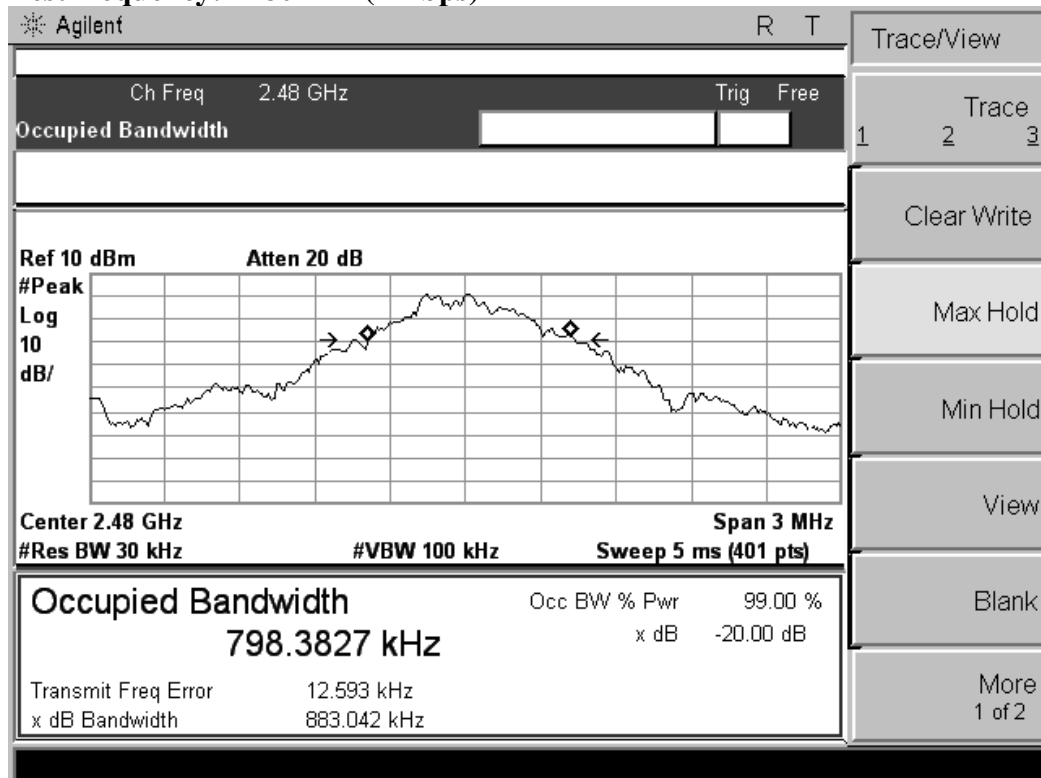 Agilent R T
Trace/View
Ch Freq 2.48 GHz Trig Free
Occupied Bandwidth
Trace
1 2 3
Clear Write
Ref 10 dBm Atten 20 dB
#Peak
Log
10
dB/
Max Hold
Min Hold
View
Center 2.48 GHz Span 3 MHz
#Res BW 30 kHz #VBW 100 kHz Sweep 5 ms (401 pts)
Occupied Bandwidth
798.3827 kHz
Occ BW % Pwr 99.00 %
x dB -20.00 dB
Transmit Freq Error 12.593 kHz
x dB Bandwidth 883.042 kHz
Blank
More
1 of 2